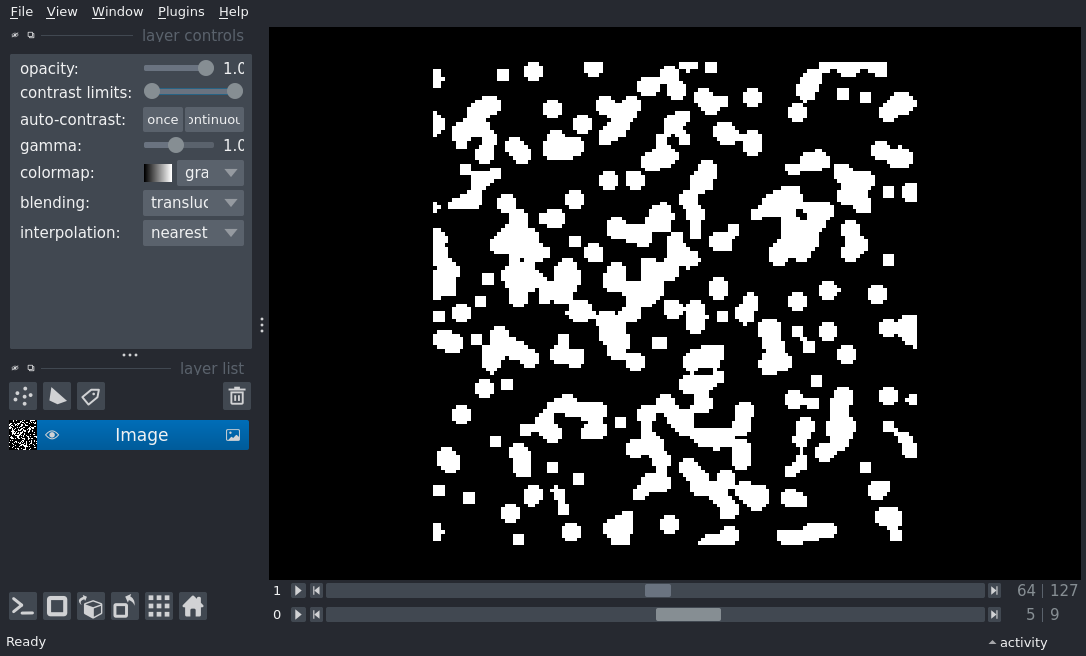 File View Window Plugins Help
layer controls
opacity: 1.0
contrast limits:
auto-contrast: once ontinuou
gamma: 1.0
colormap: gra
blending: transluc
interpolation: nearest
layer list
Image
1 64 | 127
0 5 | 9
Ready activity